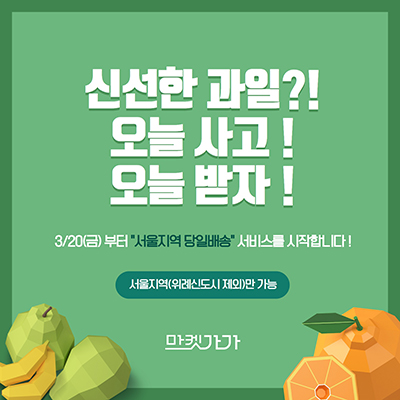 신선한 과일?!
오늘 사고 !
오늘 받자 !
3/20(금) 부터 "서울지역 당일배송" 서비스를 시작합니다 !
서울지역(위례신도시 제외)만 가능
마켓가가